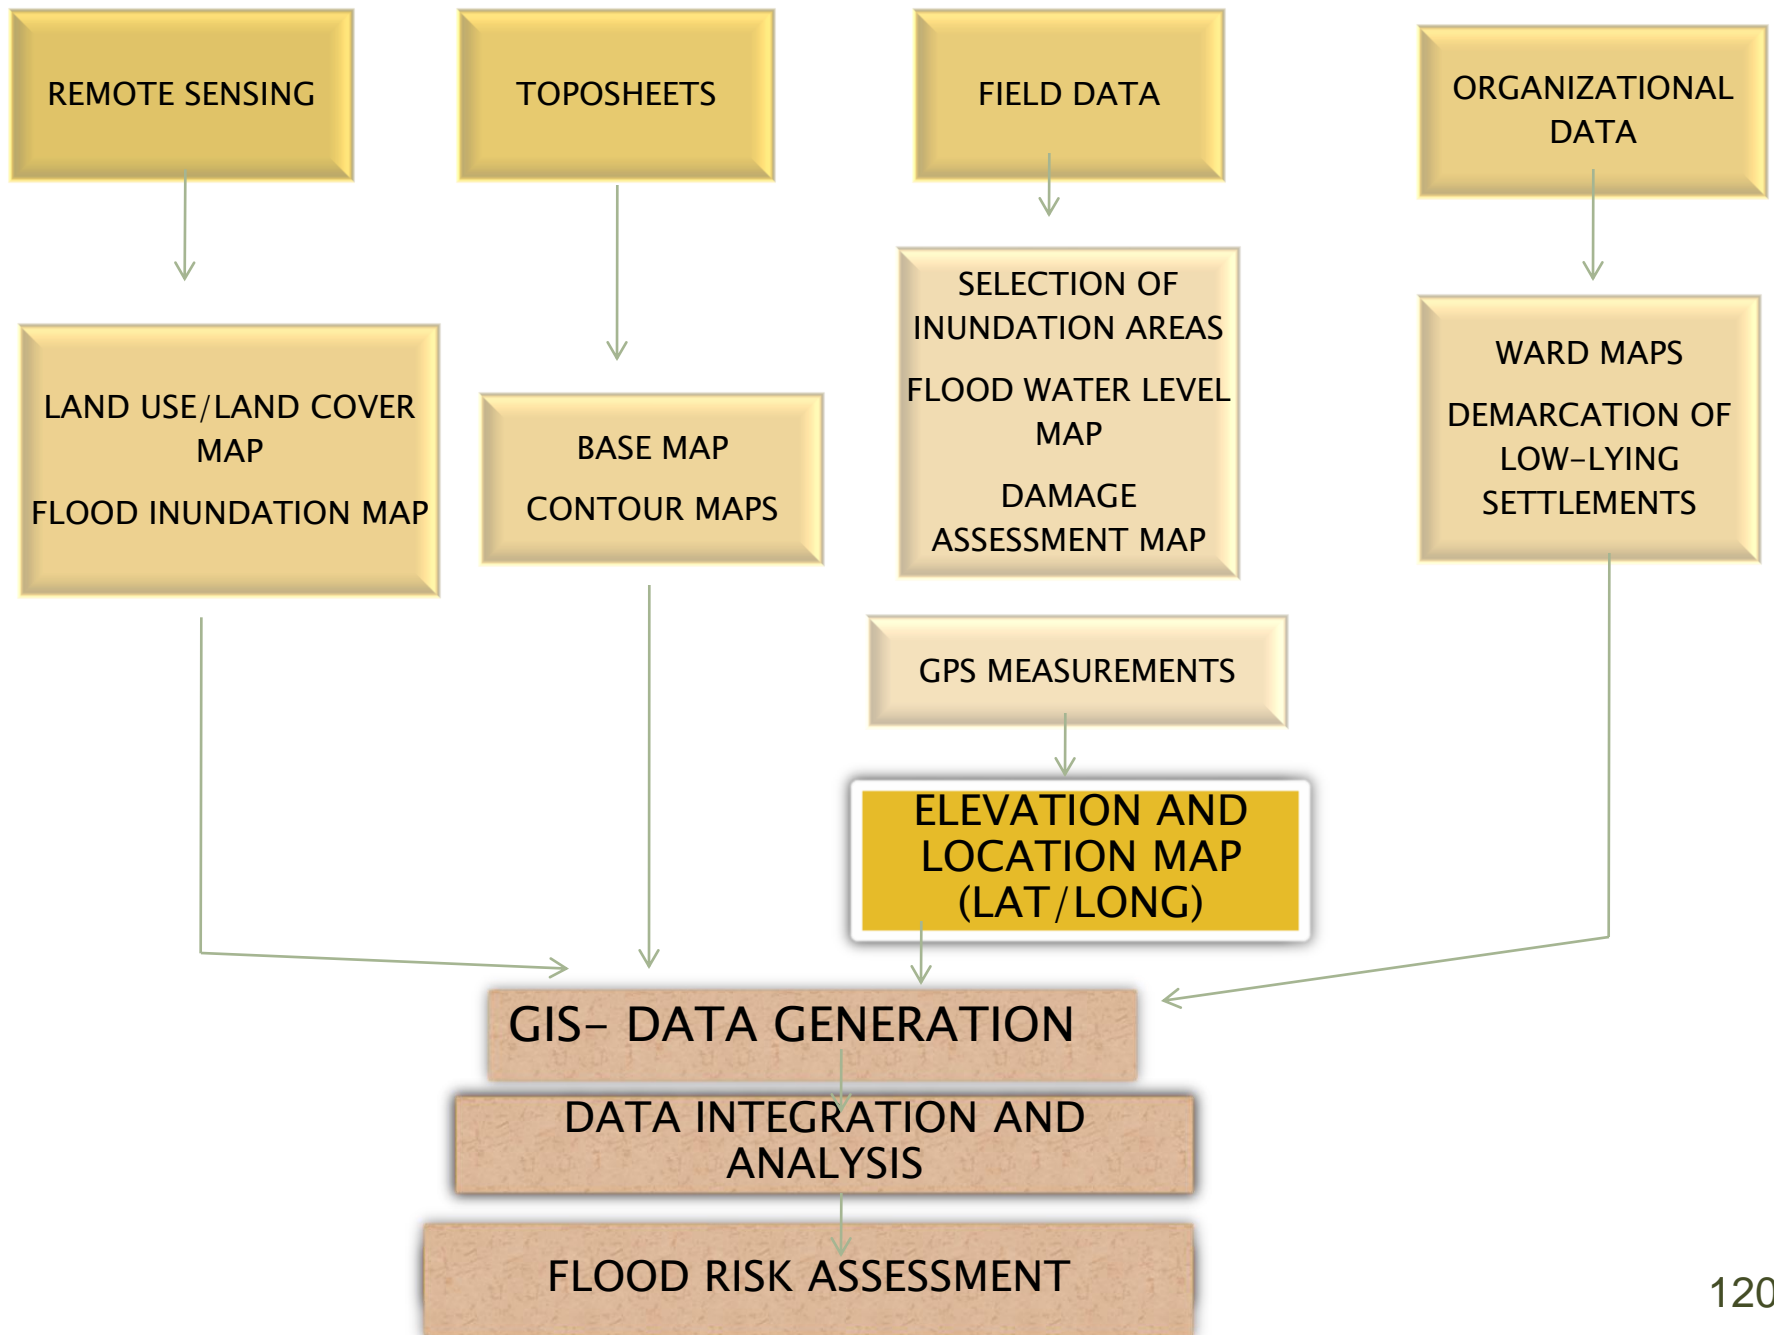 REMOTE SENSING
TOPOSHEETS
FIELD DATA
ORGANIZATIONAL
DATA
LAND USE/LAND COVER
MAP
FLOOD INUNDATION MAP
BASE MAP
CONTOUR MAPS
SELECTION OF
INUNDATION AREAS
FLOOD WATER LEVEL
MAP
DAMAGE
ASSESSMENT MAP
WARD MAPS
DEMARCATION OF
LOW-LYING
SETTLEMENTS
GPS MEASUREMENTS
ELEVATION AND
LOCATION MAP
(LAT/LONG)
GIS- DATA GENERATION
DATA INTEGRATION AND
ANALYSIS
FLOOD RISK ASSESSMENT
120